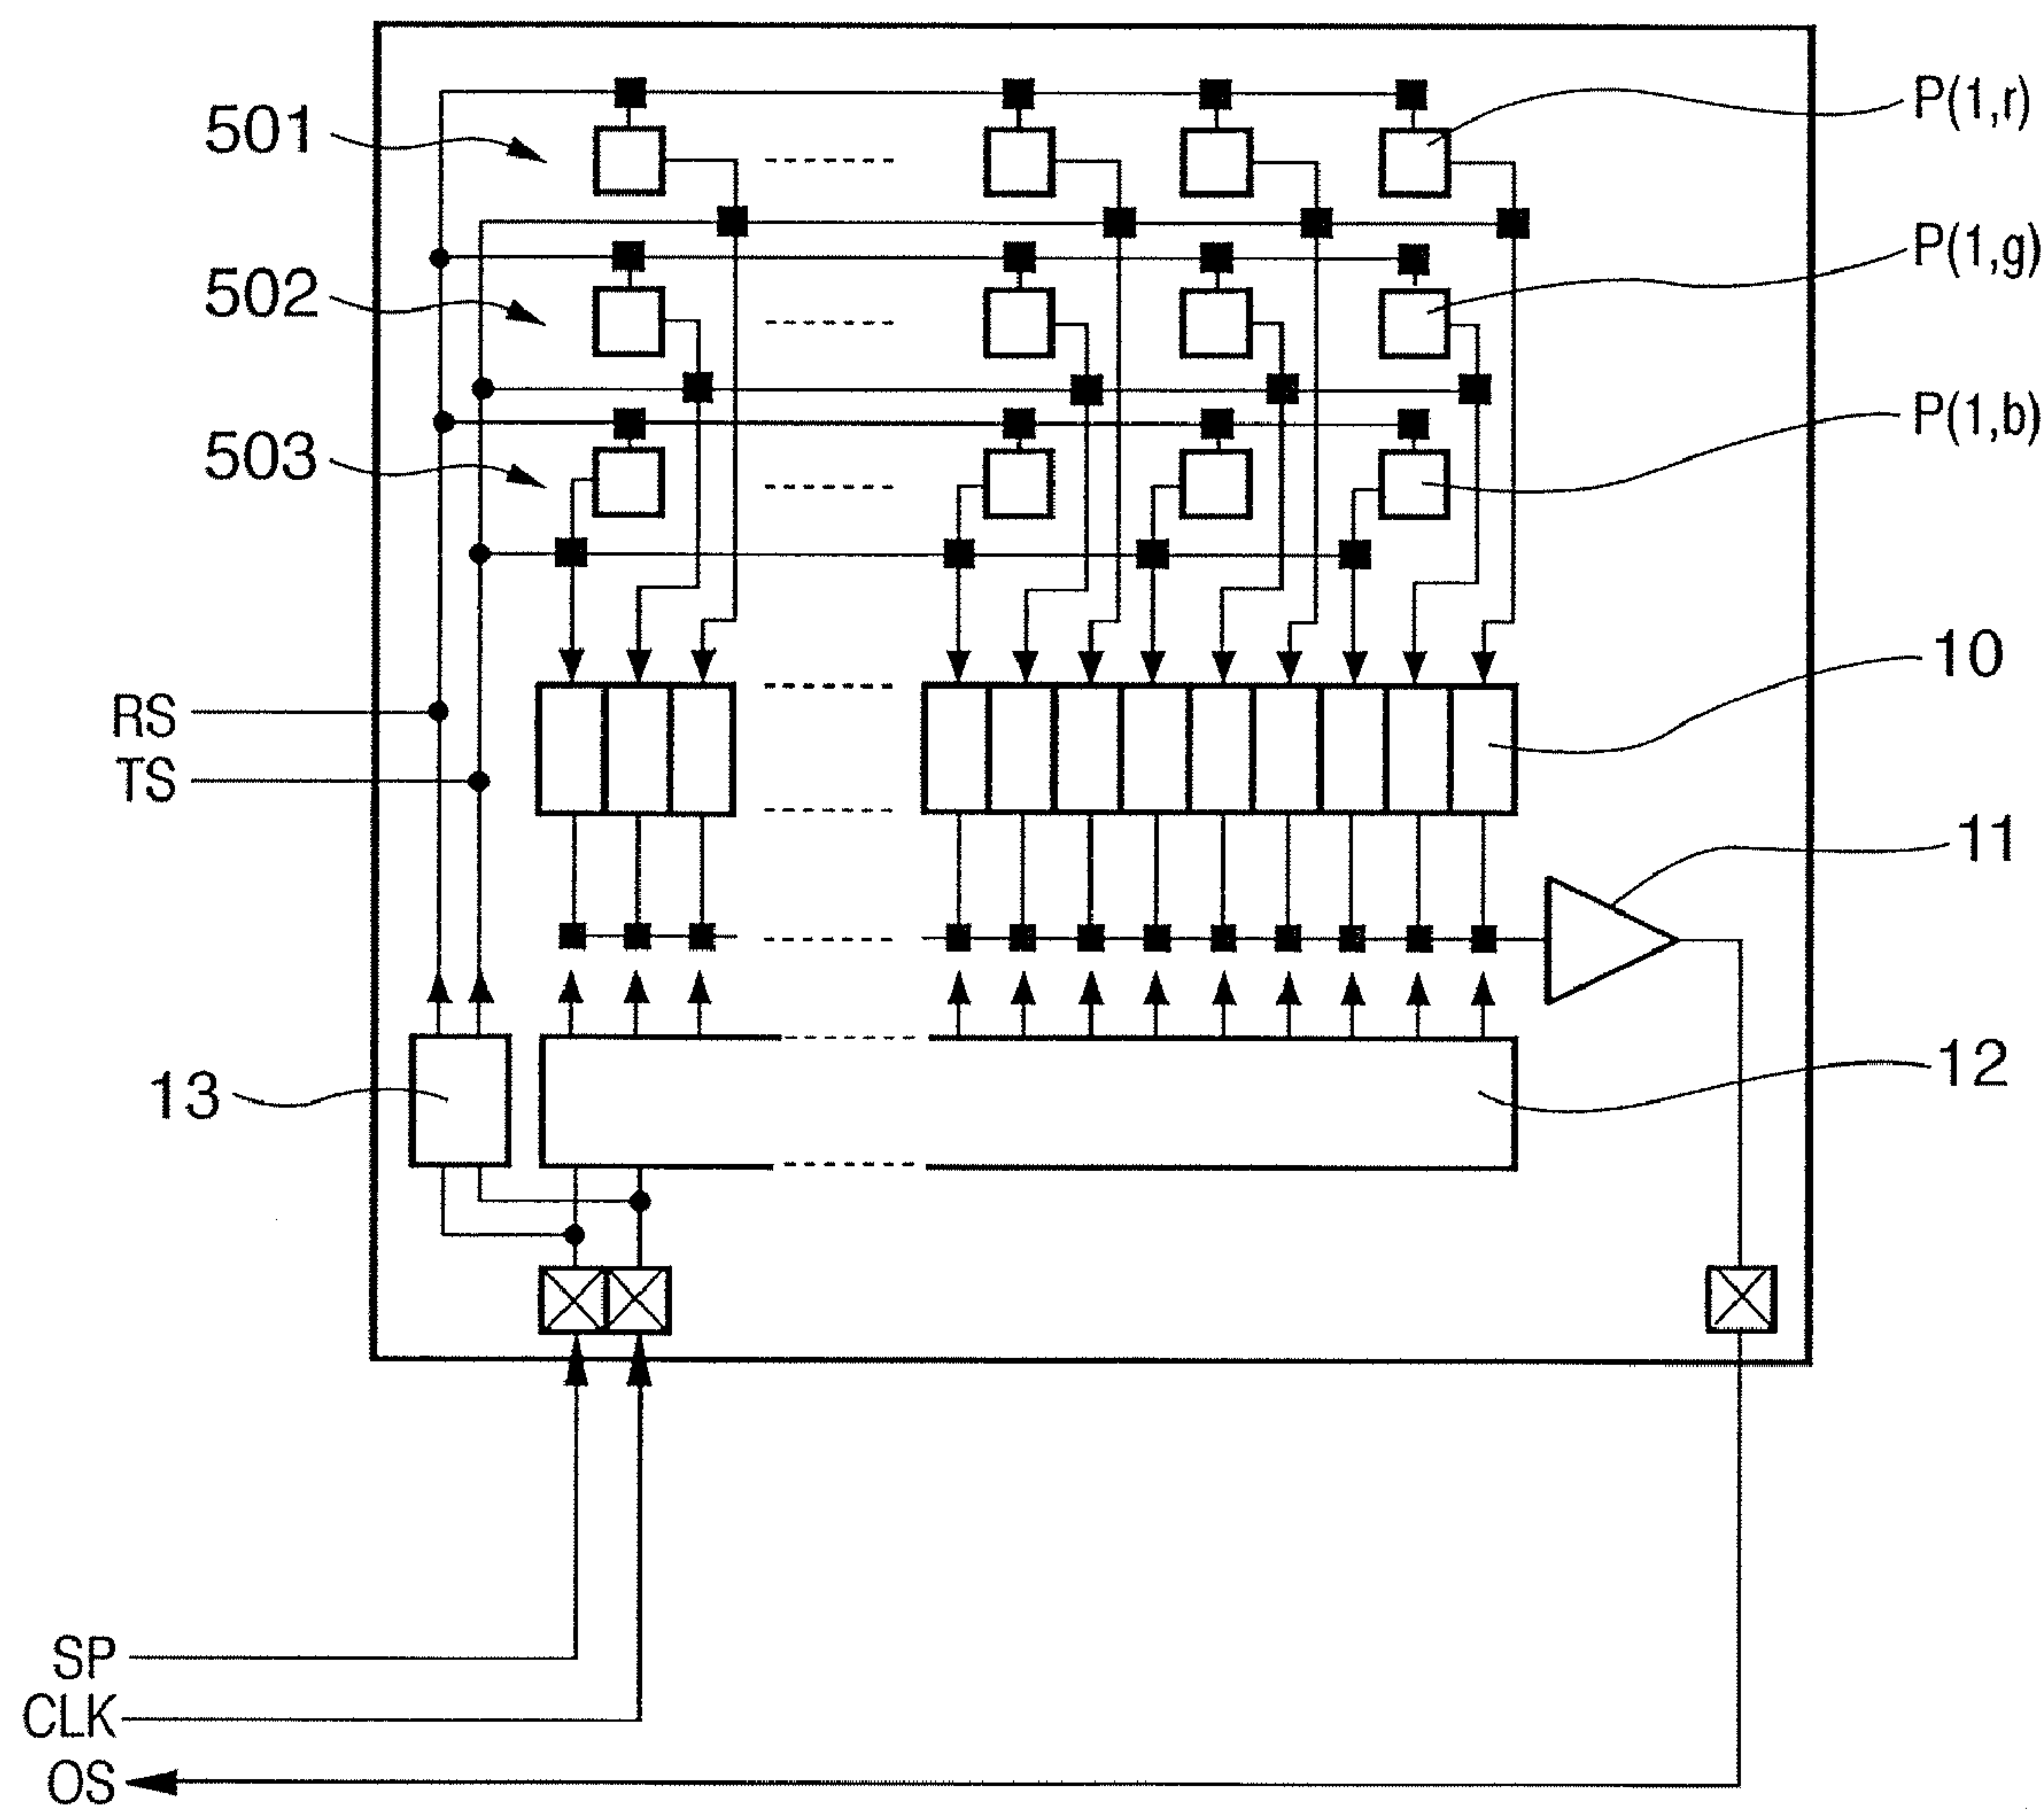 501
P(1,r)
502
P(1,g)
503
P(1,b)
10
RS
TS
11
12
13
SP
CLK
OS